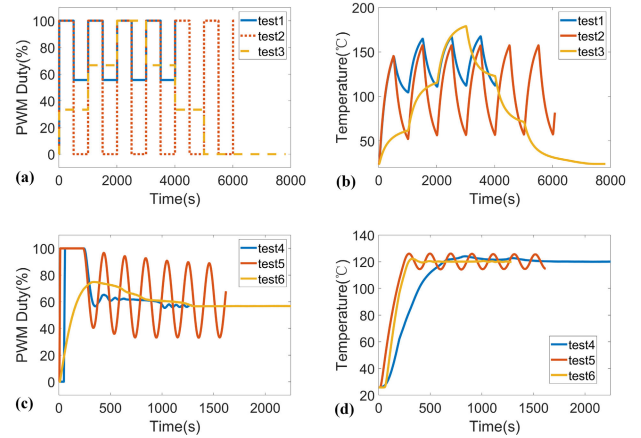 PWM Duty(%)
100
80
60
40
20
0
test1
test2
test3
(a)
0
2000
4000
6000
8000
Time(s)
Temperature(℃)
200
150
100
50
test1
test2
test3
(b)
0
2000
4000
6000
8000
Time(s)
PWM Duty(%)
100
80
60
40
20
0
test4
test5
test6
(c)
0
500
1000
1500
2000
Time(s)
Temperature(℃)
140
120
100
80
60
40
20
test4
test5
test6
(d)
0
500
1000
1500
2000
Time(s)